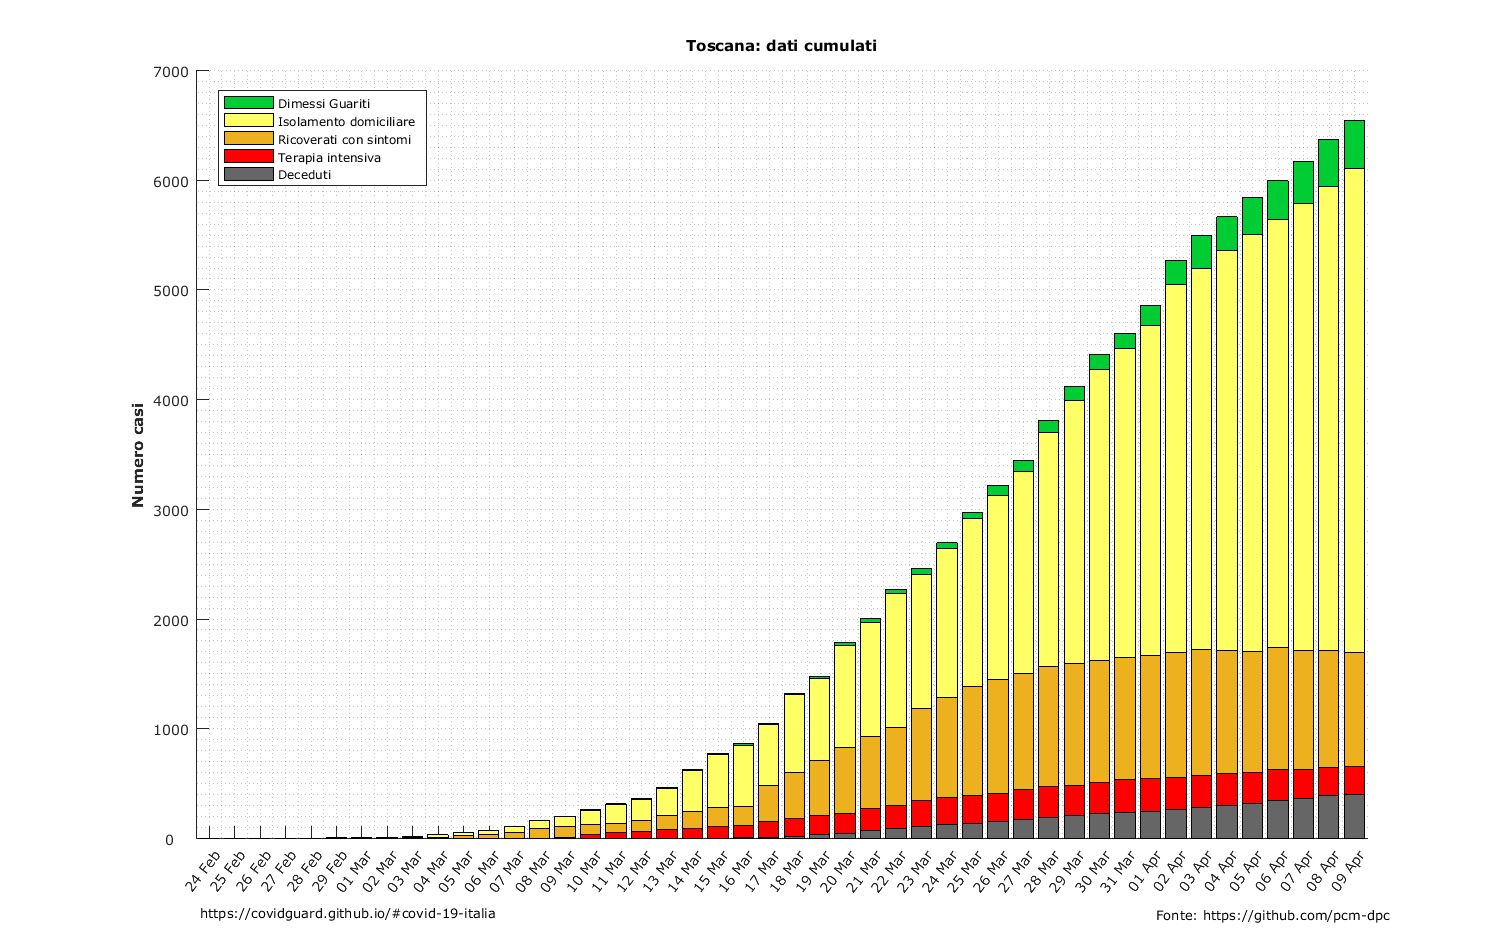 Toscana: dati cumulati
7000
6000
5000
4000
3000
2000
1000
0
Numero casi
Dimessi Guariti
Isolamento domiciliare
Ricoverati con sintomi
Terapia intensiva
Deceduti
24 Feb
25 Feb
26 Feb
27 Feb
28 Feb
29 Feb
01 Mar
02 Mar
03 Mar
04 Mar
05 Mar
06 Mar
07 Mar
08 Mar
09 Mar
10 Mar
11 Mar
12 Mar
13 Mar
14 Mar
15 Mar
16 Mar
17 Mar
18 Mar
19 Mar
20 Mar
21 Mar
22 Mar
23 Mar
24 Mar
25 Mar
26 Mar
27 Mar
28 Mar
29 Mar
30 Mar
31 Mar
01 Apr
02 Apr
03 Apr
04 Apr
05 Apr
06 Apr
07 Apr
08 Apr
09 Apr
https://covidguard.github.io/#covid-19-italia
Fonte: https://github.com/pcm-dpc